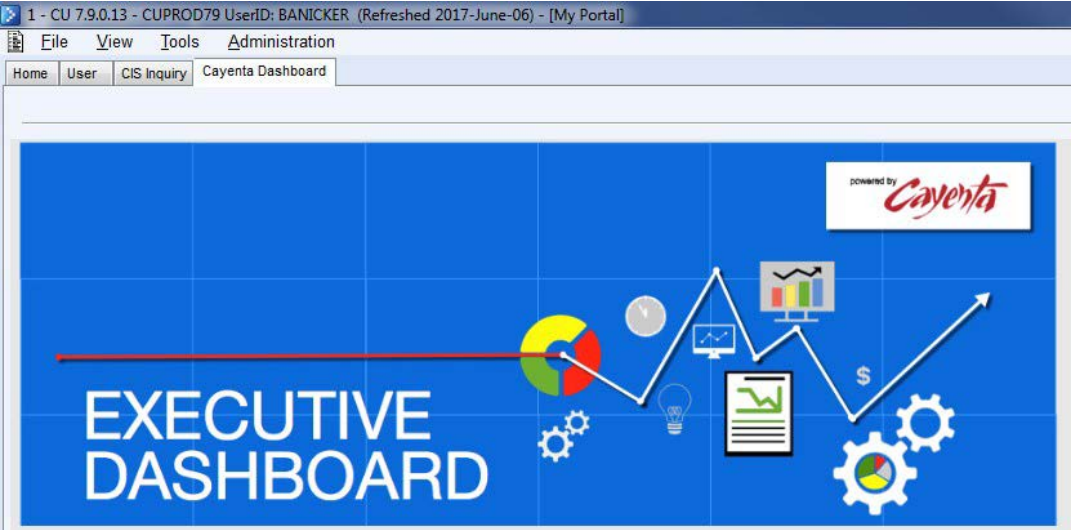 1 - CU 7.9.0.13 - CUPROD79 UserID: BANICKER (Refreshed 2017-June-06) - [My Portal]
File View Tools Administration
Home User CIS Inquiry Cayenta Dashboard
powered by Cayenta
$
EXECUTIVE
DASHBOARD